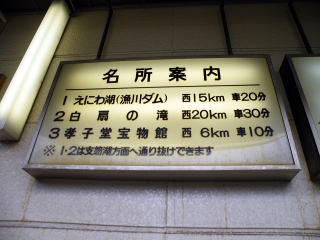 名所案内
1 えにわ湖(漁川ダム) 西15km 車20分
2 白扇の滝 西20km 車30分
3 孝子堂宝物館 西 6km 車10分
※ 1・2は支笏湖方面へ通り抜けできます